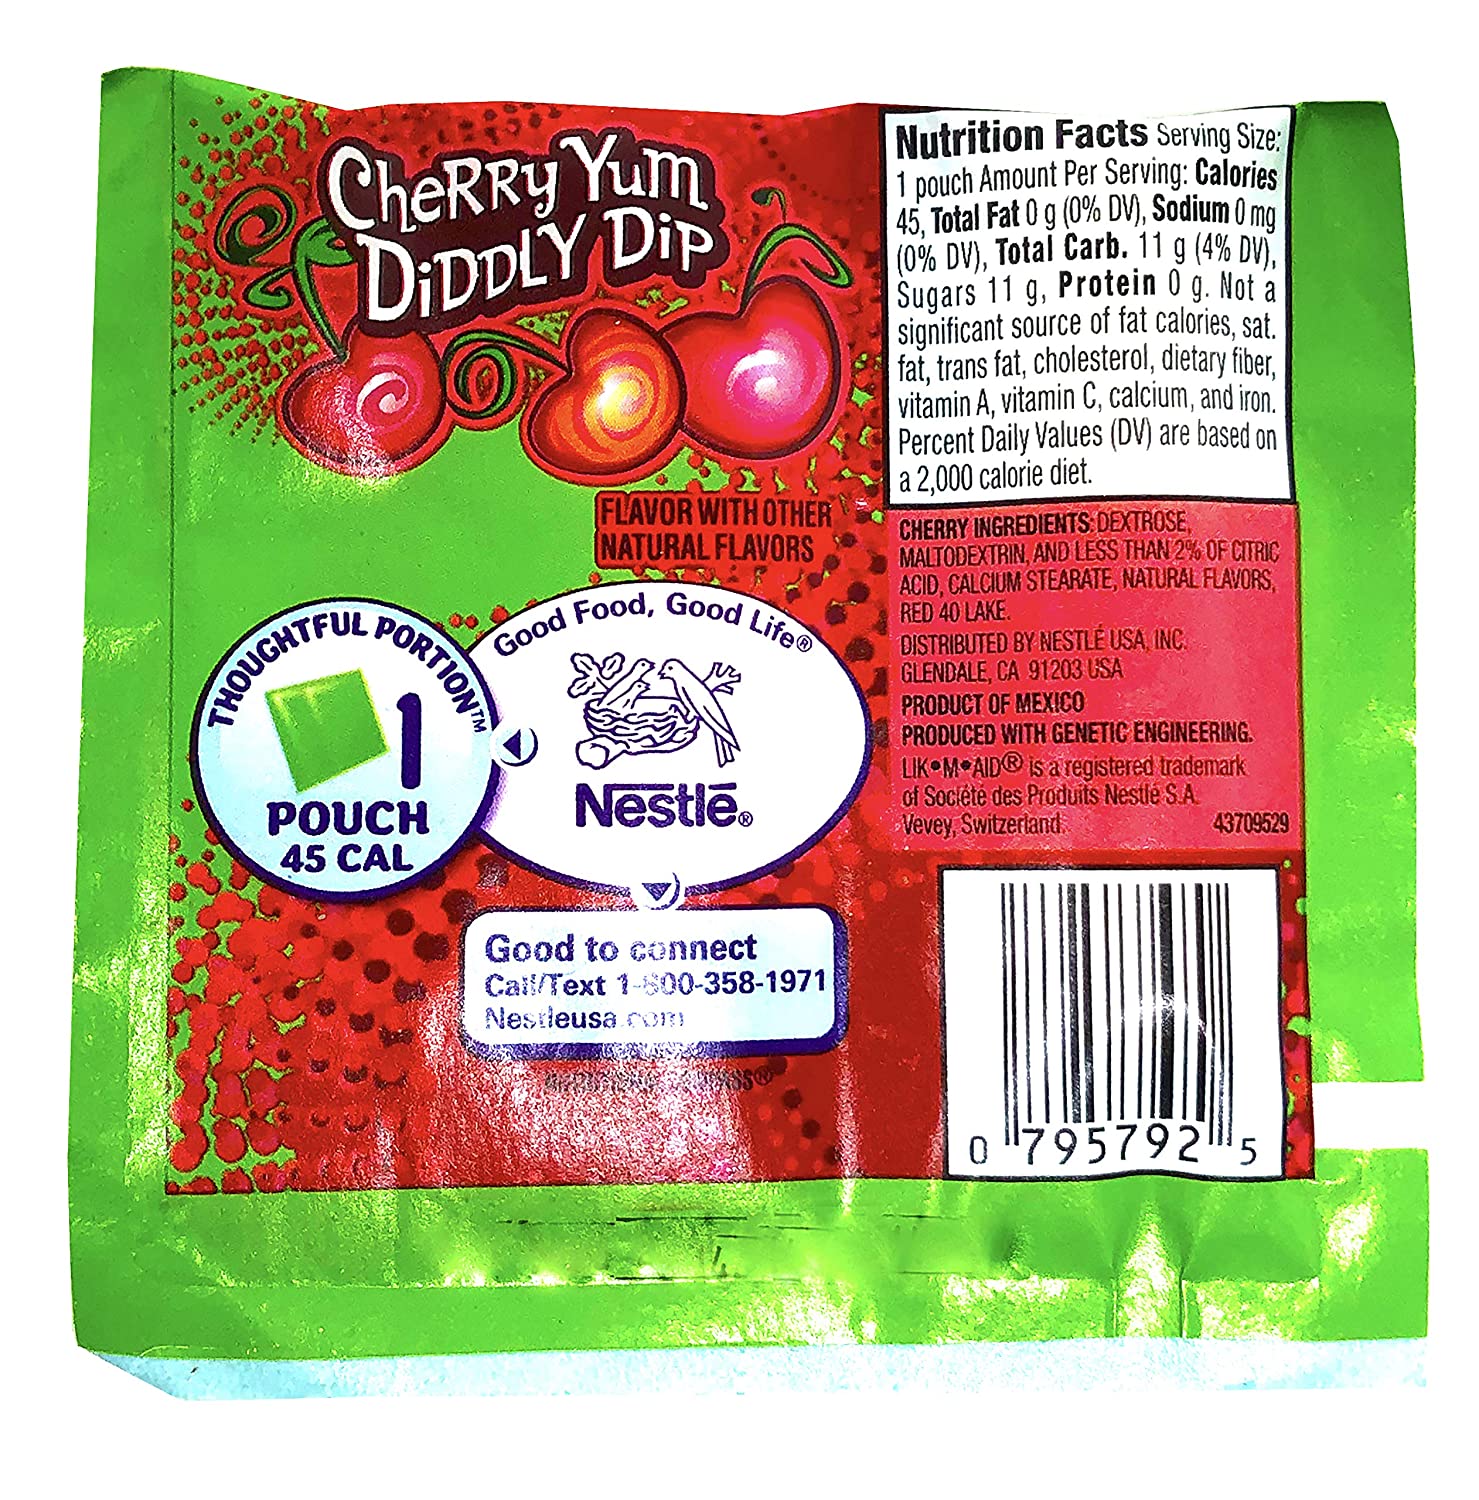 CHERRY YUM
DIDDLY DIP
FLAVOR WITH OTHER
NATURAL FLAVORS
THOUGHTFUL PORTION™
1
POUCH
45 CAL
Good Food, Good Life®
Nestlé®
Good to connect
Call/Text 1-800-358-1971
Nestleusa.com
Nutrition Facts Serving Size:
1 pouch Amount Per Serving: Calories
45, Total Fat 0 g (0% DV), Sodium 0 mg
(0% DV), Total Carb. 11 g (4% DV),
Sugars 11 g, Protein 0 g. Not a
significant source of fat calories, sat.
fat, trans fat, cholesterol, dietary fiber,
vitamin A, vitamin C, calcium, and iron.
Percent Daily Values (DV) are based on
a 2,000 calorie diet.
CHERRY INGREDIENTS: DEXTROSE,
MALTODEXTRIN, AND LESS THAN 2% OF CITRIC
ACID, CALCIUM STEARATE, NATURAL FLAVORS,
RED 40 LAKE.
DISTRIBUTED BY NESTLÉ USA, INC.
GLENDALE, CA 91203 USA
PRODUCT OF MEXICO
PRODUCED WITH GENETIC ENGINEERING.
LIK•M•AID® is a registered trademark
of Société des Produits Nestlé S.A.
Vevey, Switzerland. 43709529
0 795792 5